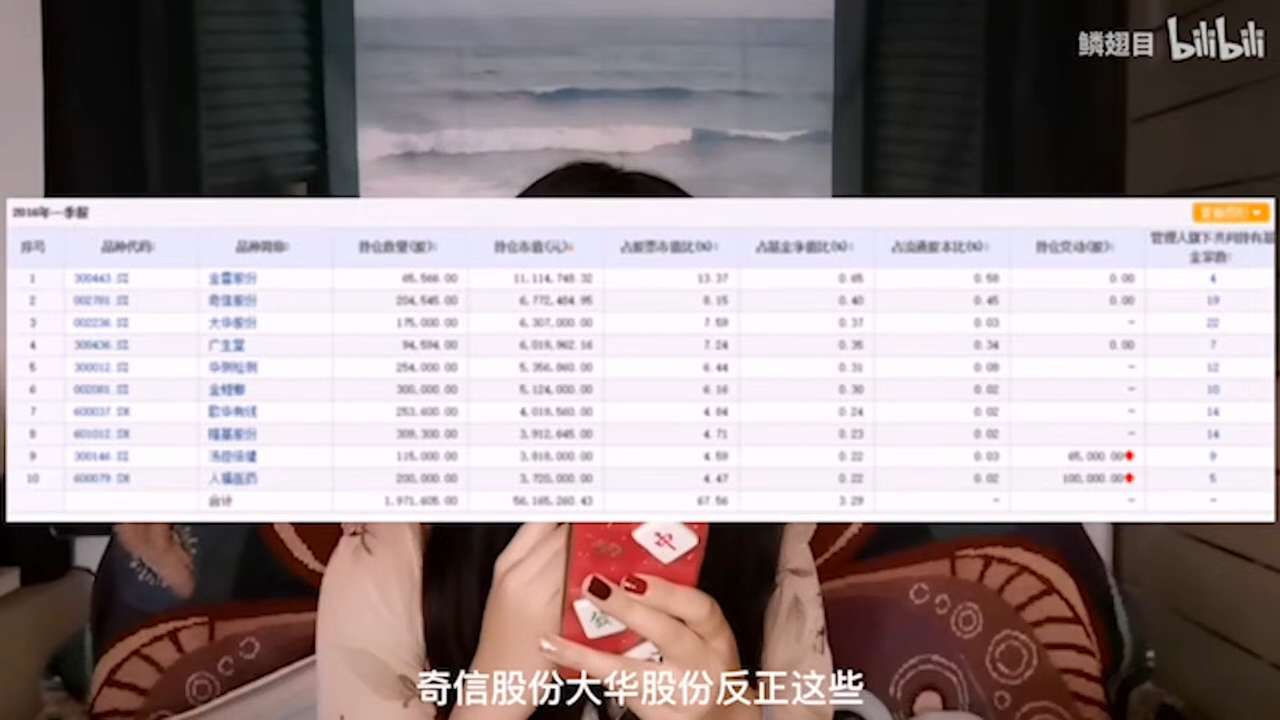 鳞翅目 bilibili
2016年一季报
序号 品种代码 品种简称 持仓数量(股) 持仓市值(元) 占股票市值比(%) 占基金净值比(%) 占流通股本比(%) 持仓变动(股) 管理人旗下共同持有基金家数
1 300443.SZ 金雷股份 11,114,748.32 13.37 0.65 0.58 0.00 4
2 002781.SZ 奇信股份 204,545.00 6,772,484.95 8.15 0.40 0.45 0.00 19
3 002236.SZ 大华股份 175,000.00 6,307,000.00 7.59 0.37 0.03 - 22
4 300436.SZ 广生堂 94,594.00 6,019,962.16 7.24 0.35 0.34 0.00 7
5 300012.SZ 华测检测 254,000.00 5,356,860.00 6.44 0.31 0.08 - 12
6 002081.SZ 金螳螂 300,000.00 5,124,000.00 6.16 0.30 0.02 - 10
7 600037.SH 歌华有线 253,600.00 4,019,560.00 4.84 0.24 0.02 - 14
8 601012.SH 隆基股份 309,300.00 3,912,645.00 4.71 0.23 0.02 - 14
9 300146.SZ 汤臣倍健 115,000.00 3,818,000.00 4.59 0.22 0.03 65,000.00 9
10 600079.SH 人福医药 200,000.00 3,720,000.00 4.47 0.22 0.02 100,000.00 5
合计 1,971,605.00 56,165,260.43 67.56 3.29 - - -
中
奇信股份大华股份反正这些